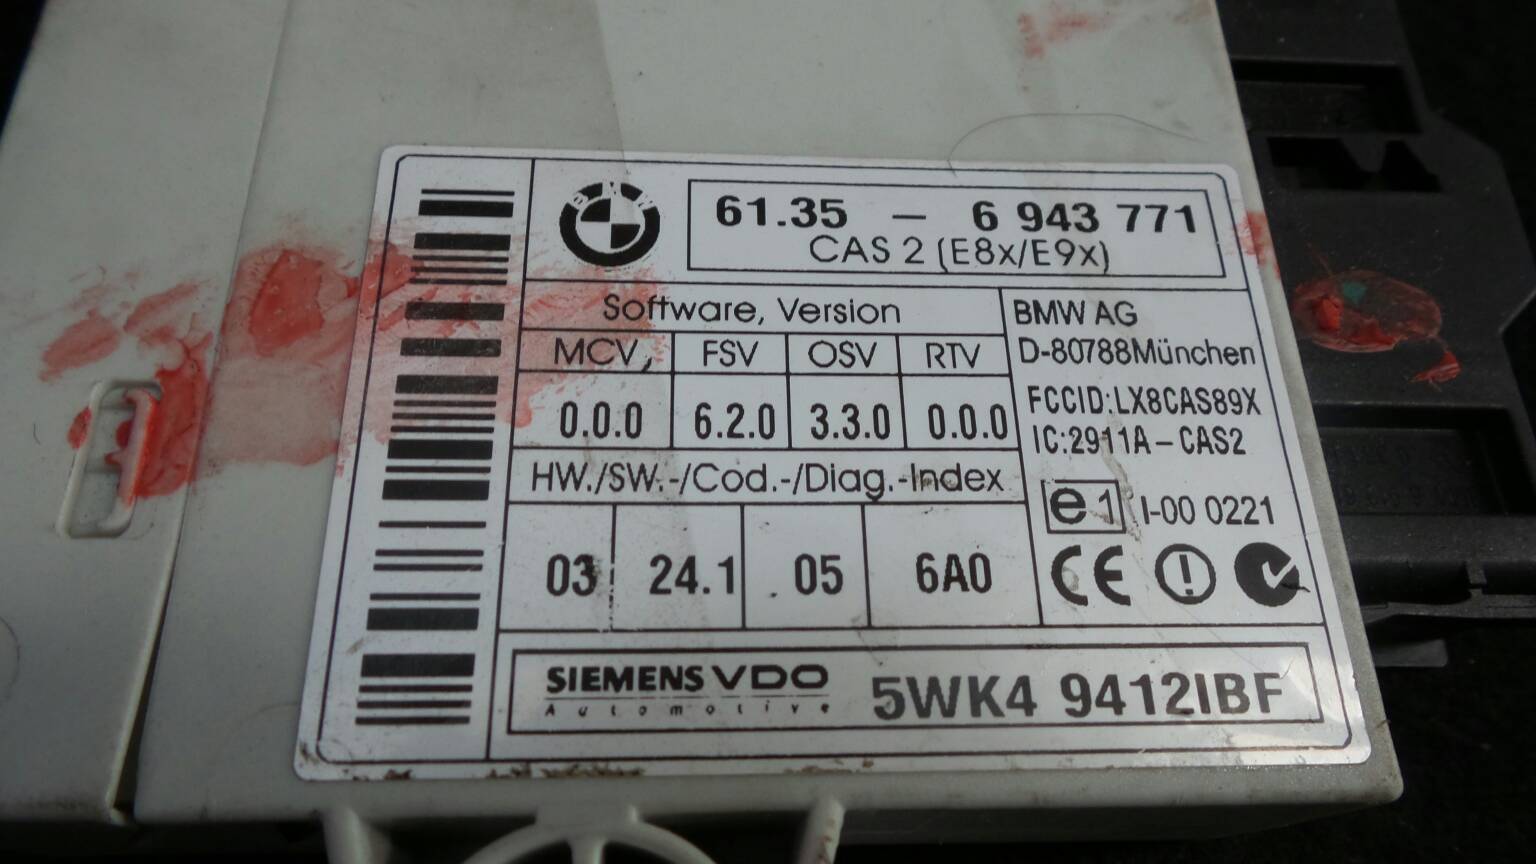 BMW
61.35 – 6 943 771
CAS 2 (E8x/E9x)
Software, Version
MCV, FSV OSV RTV
0.0.0 6.2.0 3.3.0 0.0.0
HW./SW.-/Cod.-/Diag.-Index
03 24.1 05 6A0
BMW AG
D-80788München
FCCID:LX8CAS89X
IC:2911A-CAS2
e1 I-00 0221
CE
SIEMENS VDO
Automotive
5WK4 9412IBF